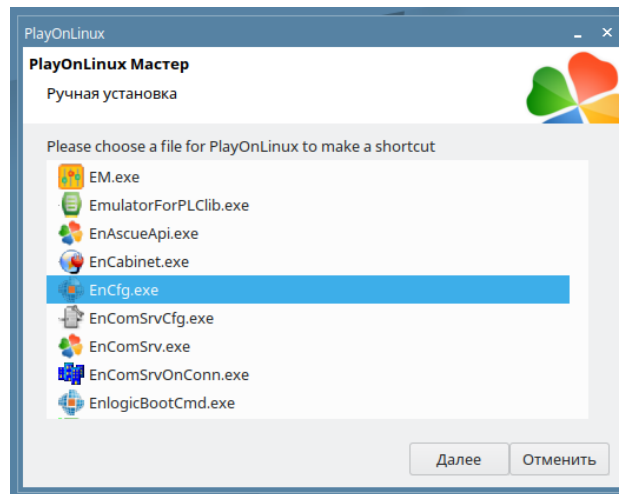 PlayOnLinux
PlayOnLinux Мастер
Ручная установка
Please choose a file for PlayOnLinux to make a shortcut
EM.exe
EmulatorForPLClib.exe
EnAscueApi.exe
EnCabinet.exe
EnCfg.exe
EnComSrvCfg.exe
EnComSrv.exe
EnComSrvOnConn.exe
EnlogicBootCmd.exe
Далее Отменить